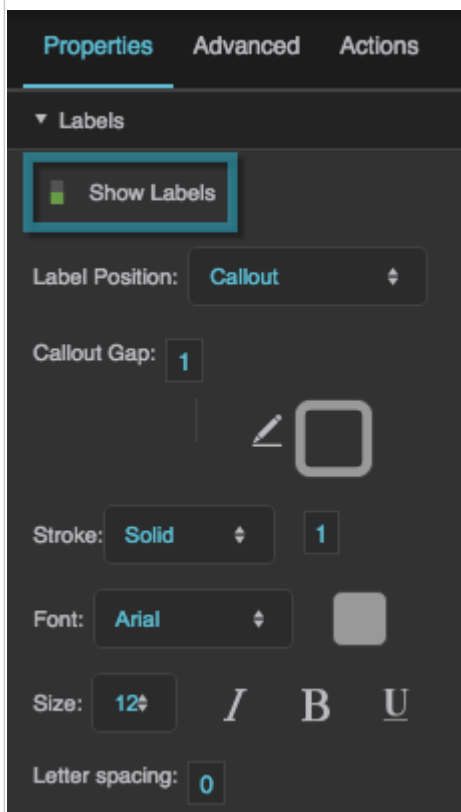 Properties Advanced Actions
Labels
Show Labels
Label Position: Callout
Callout Gap: 1
Stroke: Solid 1
Font: Arial
Size: 12 I B U
Letter spacing: 0